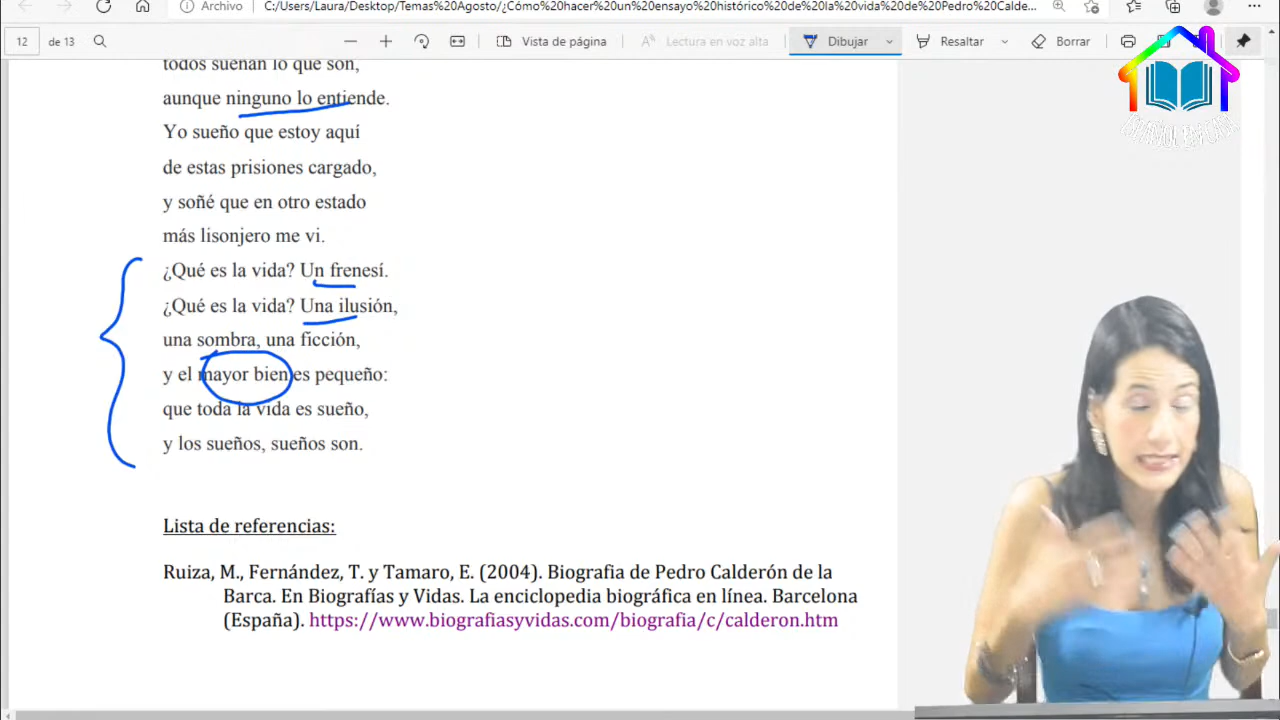 Archivo C:/Users/Laura/Desktop/Temas%20Agosto/¿Cómo%20hacer%20un%20ensayo%20histórico%20de%20la%20vida%20de%20Pedro%20Calde...
12 de 13 Vista de página Lectura en voz alta Dibujar Resaltar Borrar
todos sueñan lo que son,
aunque ninguno lo entiende.
Yo sueño que estoy aquí
de estas prisiones cargado,
y soñé que en otro estado
más lisonjero me vi.
¿Qué es la vida? Un frenesí.
¿Qué es la vida? Una ilusión,
una sombra, una ficción,
y el mayor bien es pequeño:
que toda la vida es sueño,
y los sueños, sueños son.
Lista de referencias:
Ruiza, M., Fernández, T. y Tamaro, E. (2004). Biografia de Pedro Calderón de la
Barca. En Biografías y Vidas. La enciclopedia biográfica en línea. Barcelona
(España). https://www.biografiasyvidas.com/biografia/c/calderon.htm